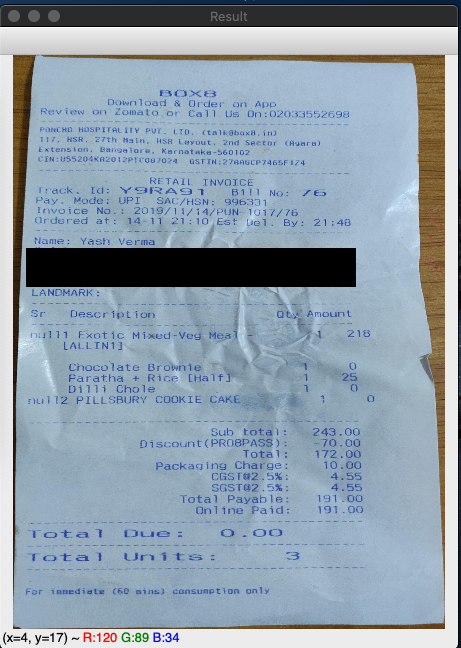 Result
BOX8
Download & Order on App
Review on Zomato or Call Us On:02033552698
PONCHO HOSPITALITY PVT. LTD. (talk@box8.in)
117, HSR, 27th Main, HSR Layout, 2nd Sector (Agara)
Extension, Bangalore, Karnataka-560102
RETAIL INVOICE
Track. Id: Y9RA91 Bill No: 76
Pay. Mode: UPI SAC/HSN: 996331
Invoice No.: 2019/11/14/PUN-1017/76
Ordered at: 14-11 21:10 Est Del. By: 21:48
Name: Yash Verma
LANDMARK:
Sr Description Qty Amount
null1 Exotic Mixed-Veg Meal - 1 218
[ALLIN1]
Chocolate Brownie 1 0
Paratha + Rice [Half] 1 25
Dilli Chole 1 0
null2 PILLSBURY COOKIE CAKE 1 0
Sub total: 243.00
Discount(PRO8PASS): -70.00
Total: 172.00
Packaging Charge: 10.00
CGST@2.5%: 4.55
SGST@2.5%: 4.55
Total Payable: 191.00
Online Paid: 191.00
Total Due: 0.00
Total Units: 3
For immediate (60 mins) consumption only
(x=4, y=17) ~ R:120 G:89 B:34